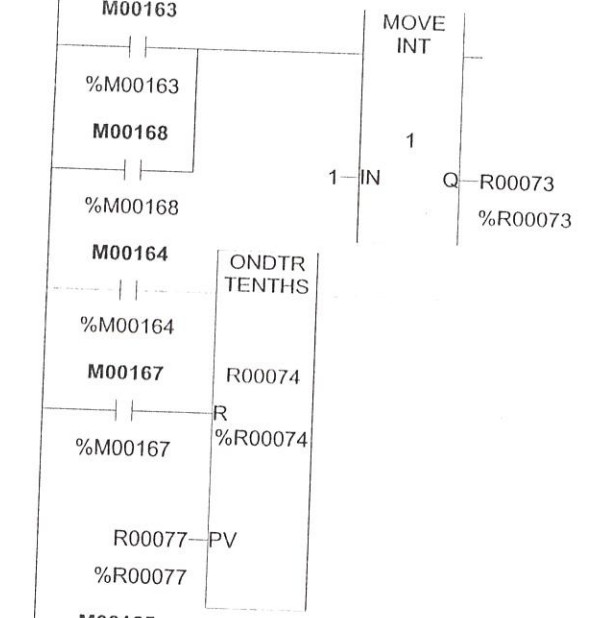 M00163
MOVE
INT
%M00163
M00168
1
1 IN Q R00073
%M00168
%R00073
M00164
ONDTR
TENTHS
%M00164
M00167
R00074
R
%M00167
%R00074
R00077 PV
%R00077